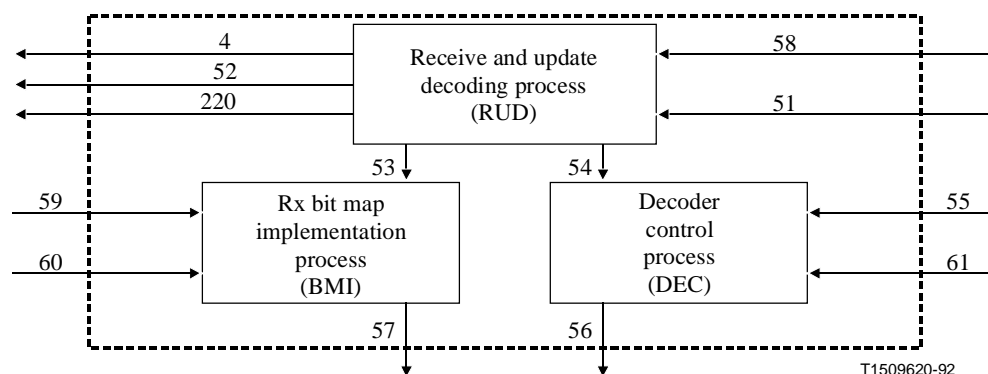 4
52
220
Receive and update
decoding process
(RUD)
58
51
53
54
59
60
Rx bit map
implementation
process
(BMI)
Decoder
control
process
(DEC)
55
61
57
56
T1509620-92